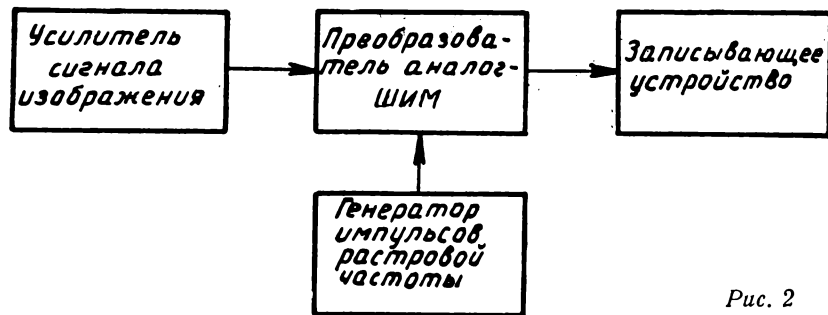 Усилитель
сигнала
изображения
Преобразова-
тель аналог-
ШИМ
Записывающее
устройство
Генератор
импульсов
растровой
частоты
Рис. 2